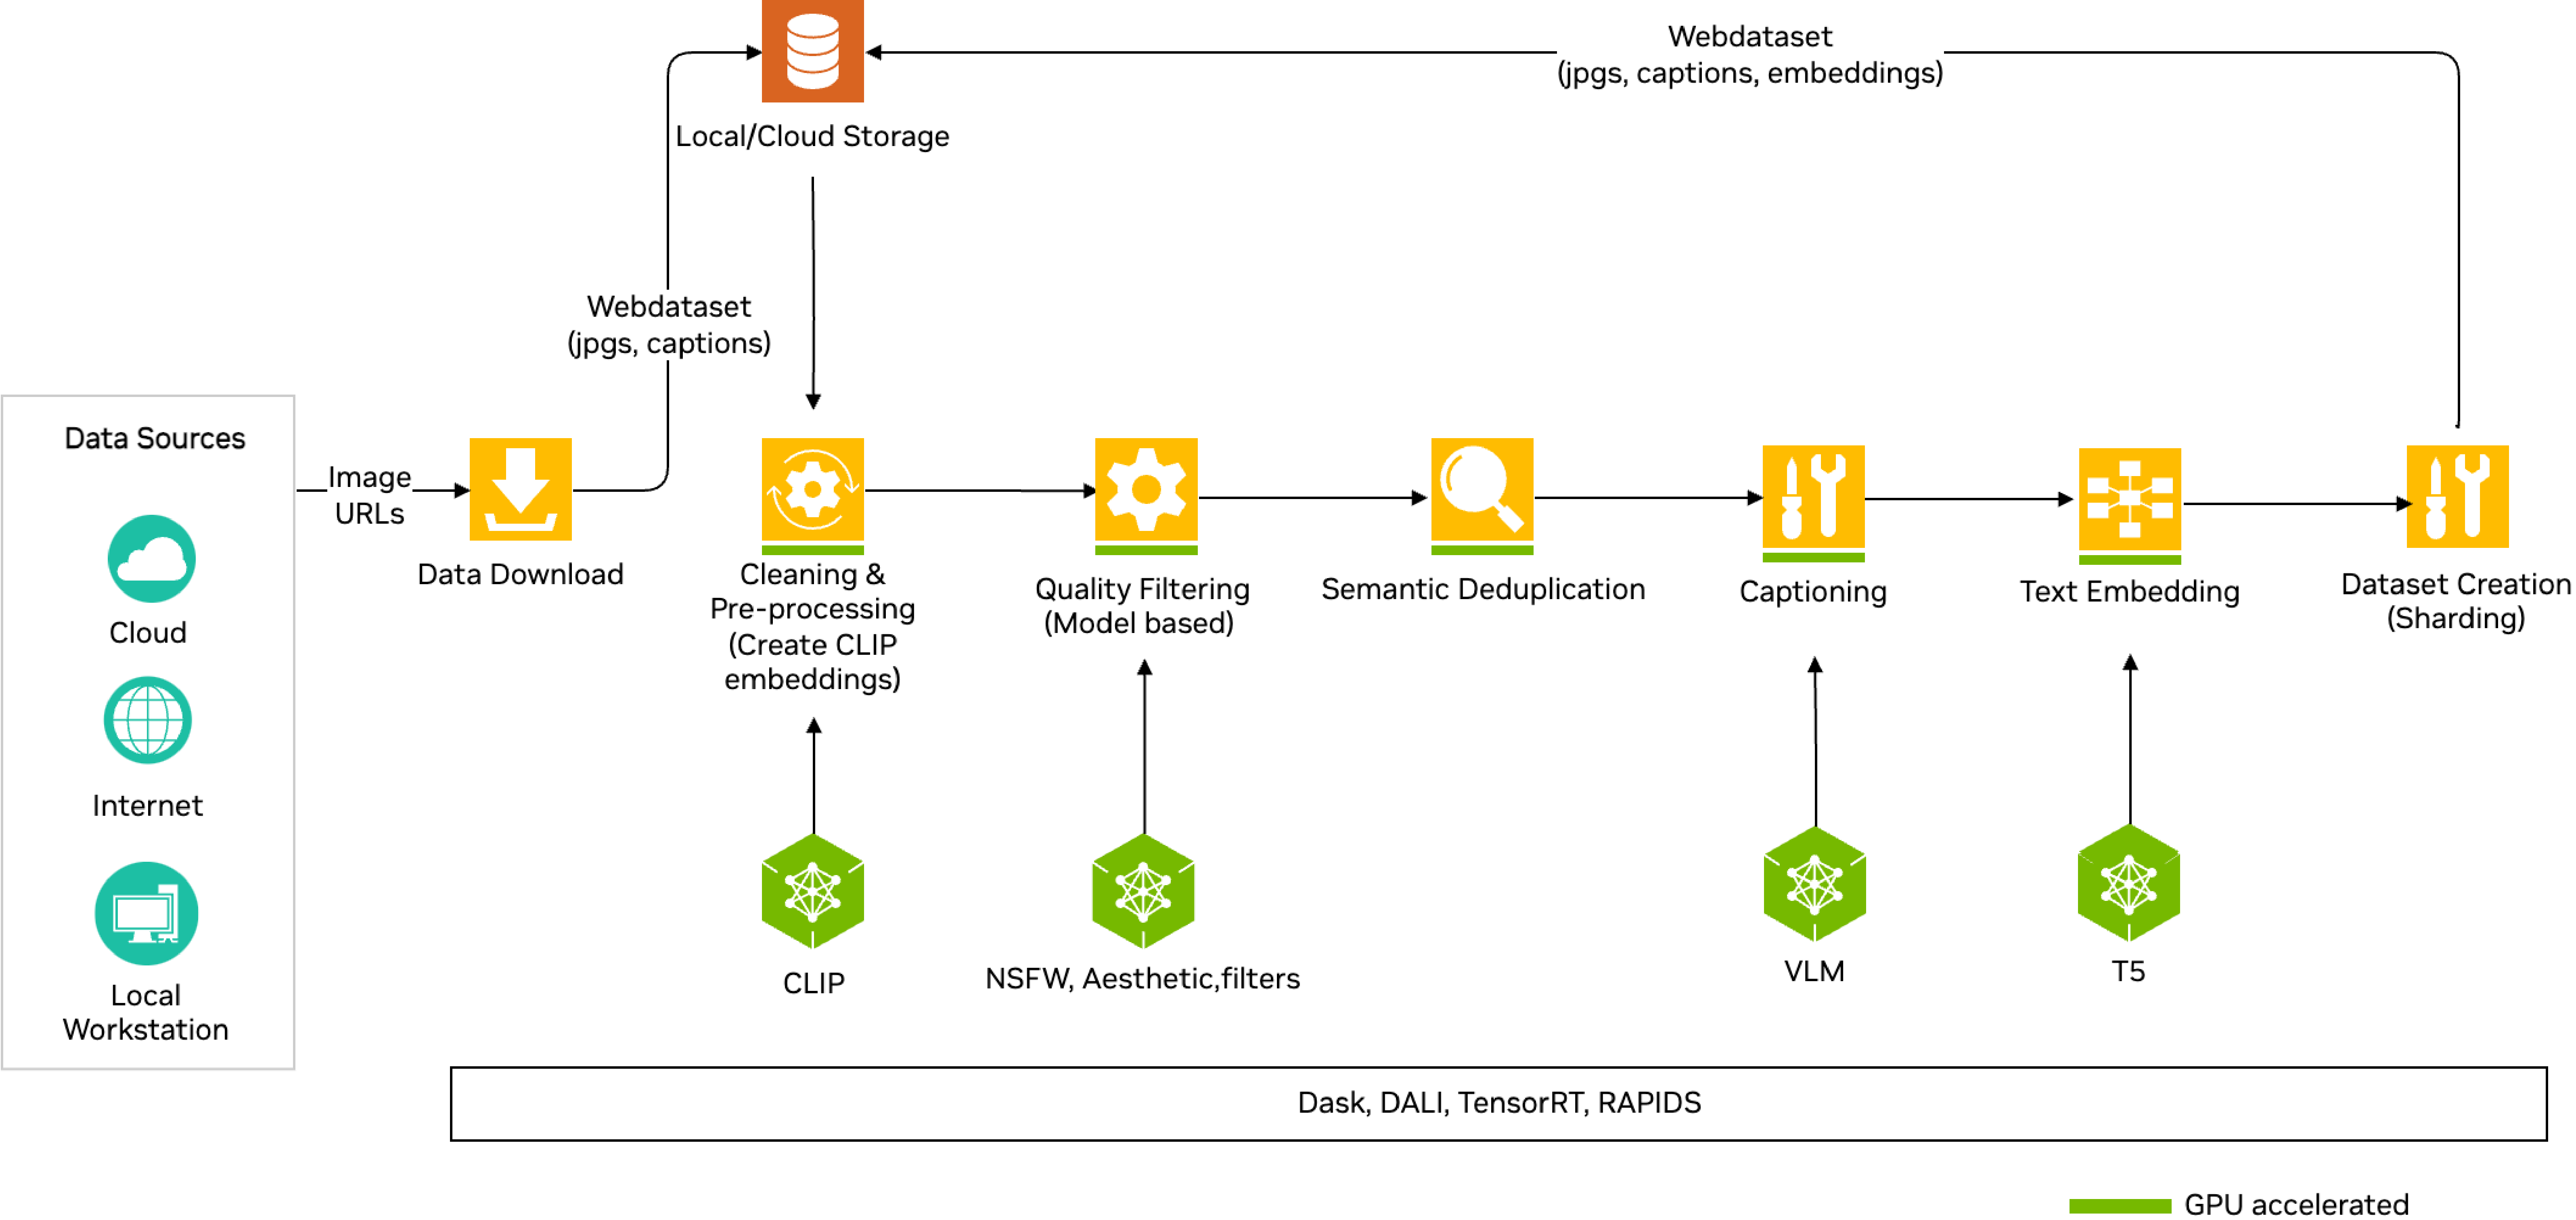 Webdataset
(jpgs, captions, embeddings)
Local/Cloud Storage
Webdataset
(jpgs, captions)
Data Sources
Image
URLs
Cloud
Internet
Local
Workstation
Data Download
Cleaning &
Pre-processing
(Create CLIP
embeddings)
Quality Filtering
(Model based)
Semantic Deduplication
Captioning
Text Embedding
Dataset Creation
(Sharding)
CLIP
NSFW, Aesthetic,filters
VLM
T5
Dask, DALI, TensorRT, RAPIDS
GPU accelerated